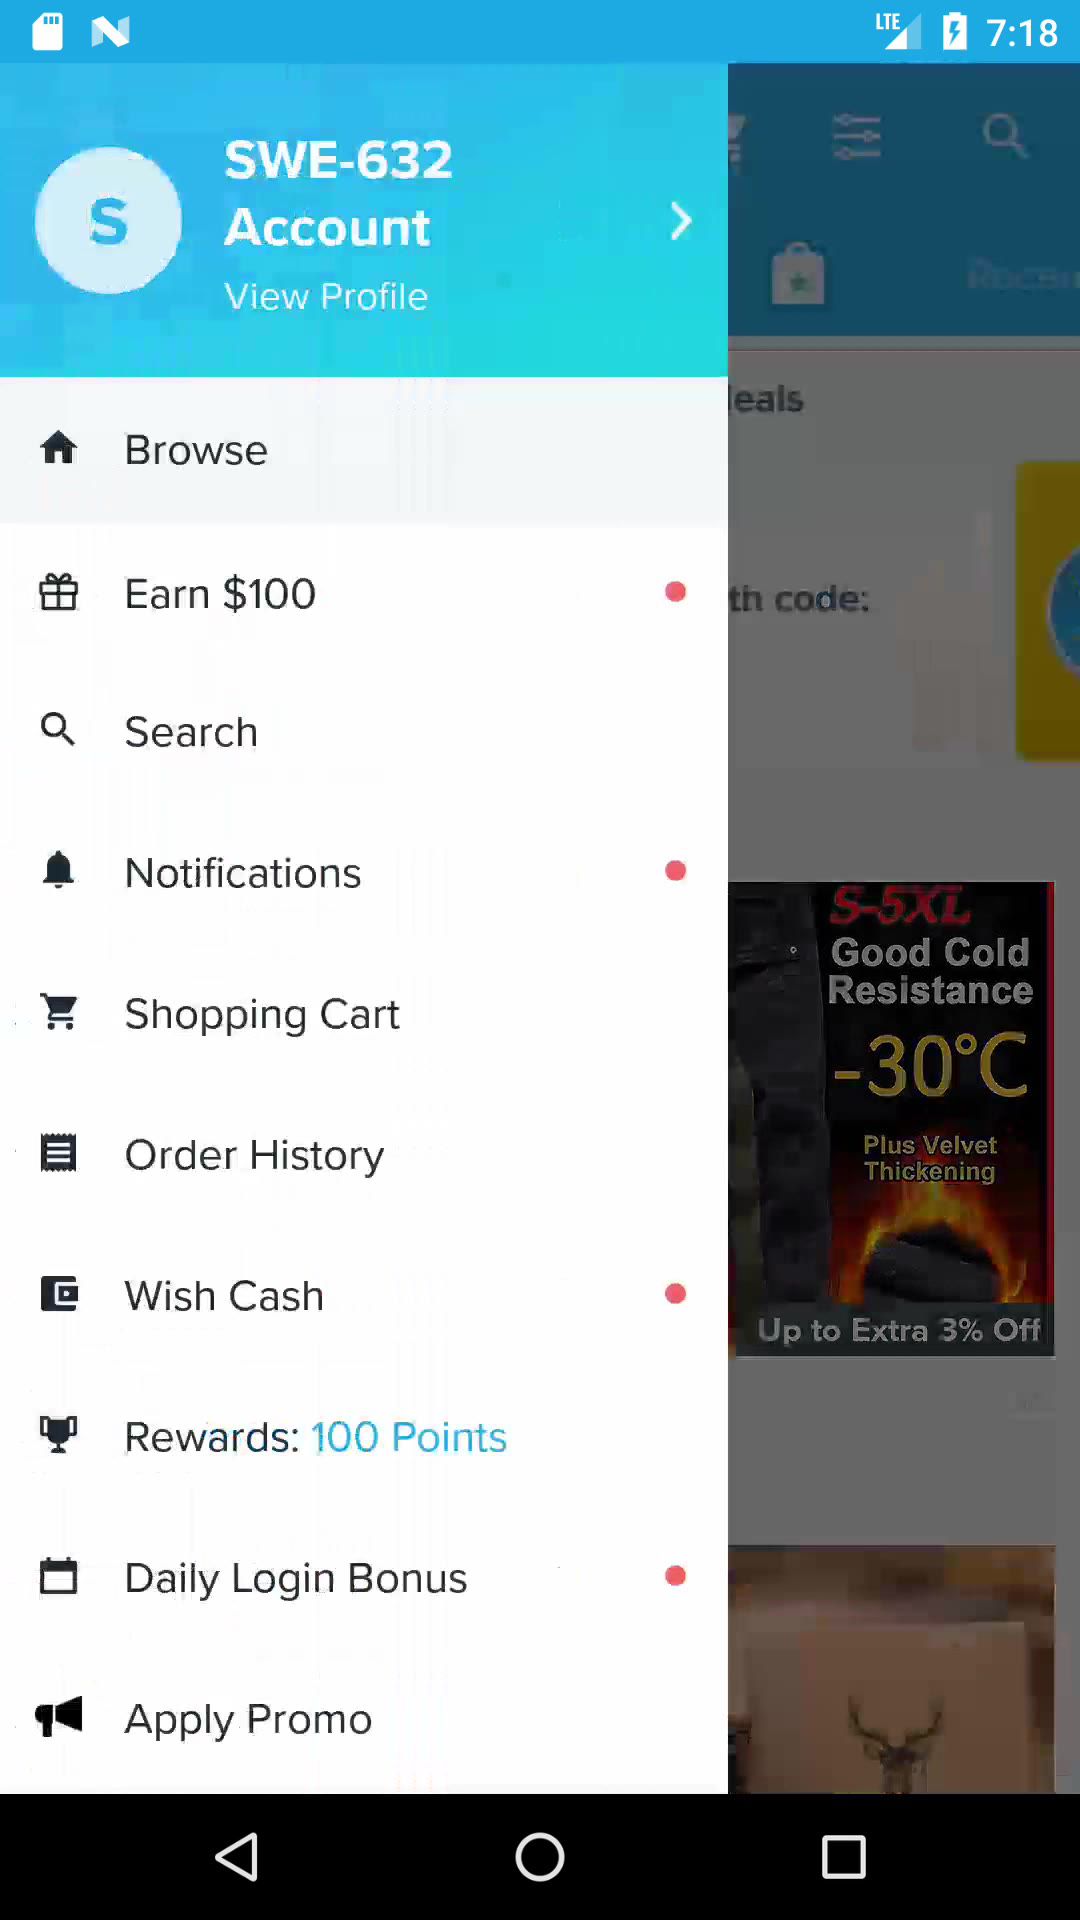 LTE 7:18
S
SWE-632
Account
View Profile
Browse
Earn $100
Search
Notifications
Shopping Cart
Order History
Wish Cash
Rewards: 100 Points
Daily Login Bonus
Apply Promo
eals
th code:
S-5XL
Good Cold
Resistance
-30°C
Plus Velvet
Thickening
Up to Extra 3% Off